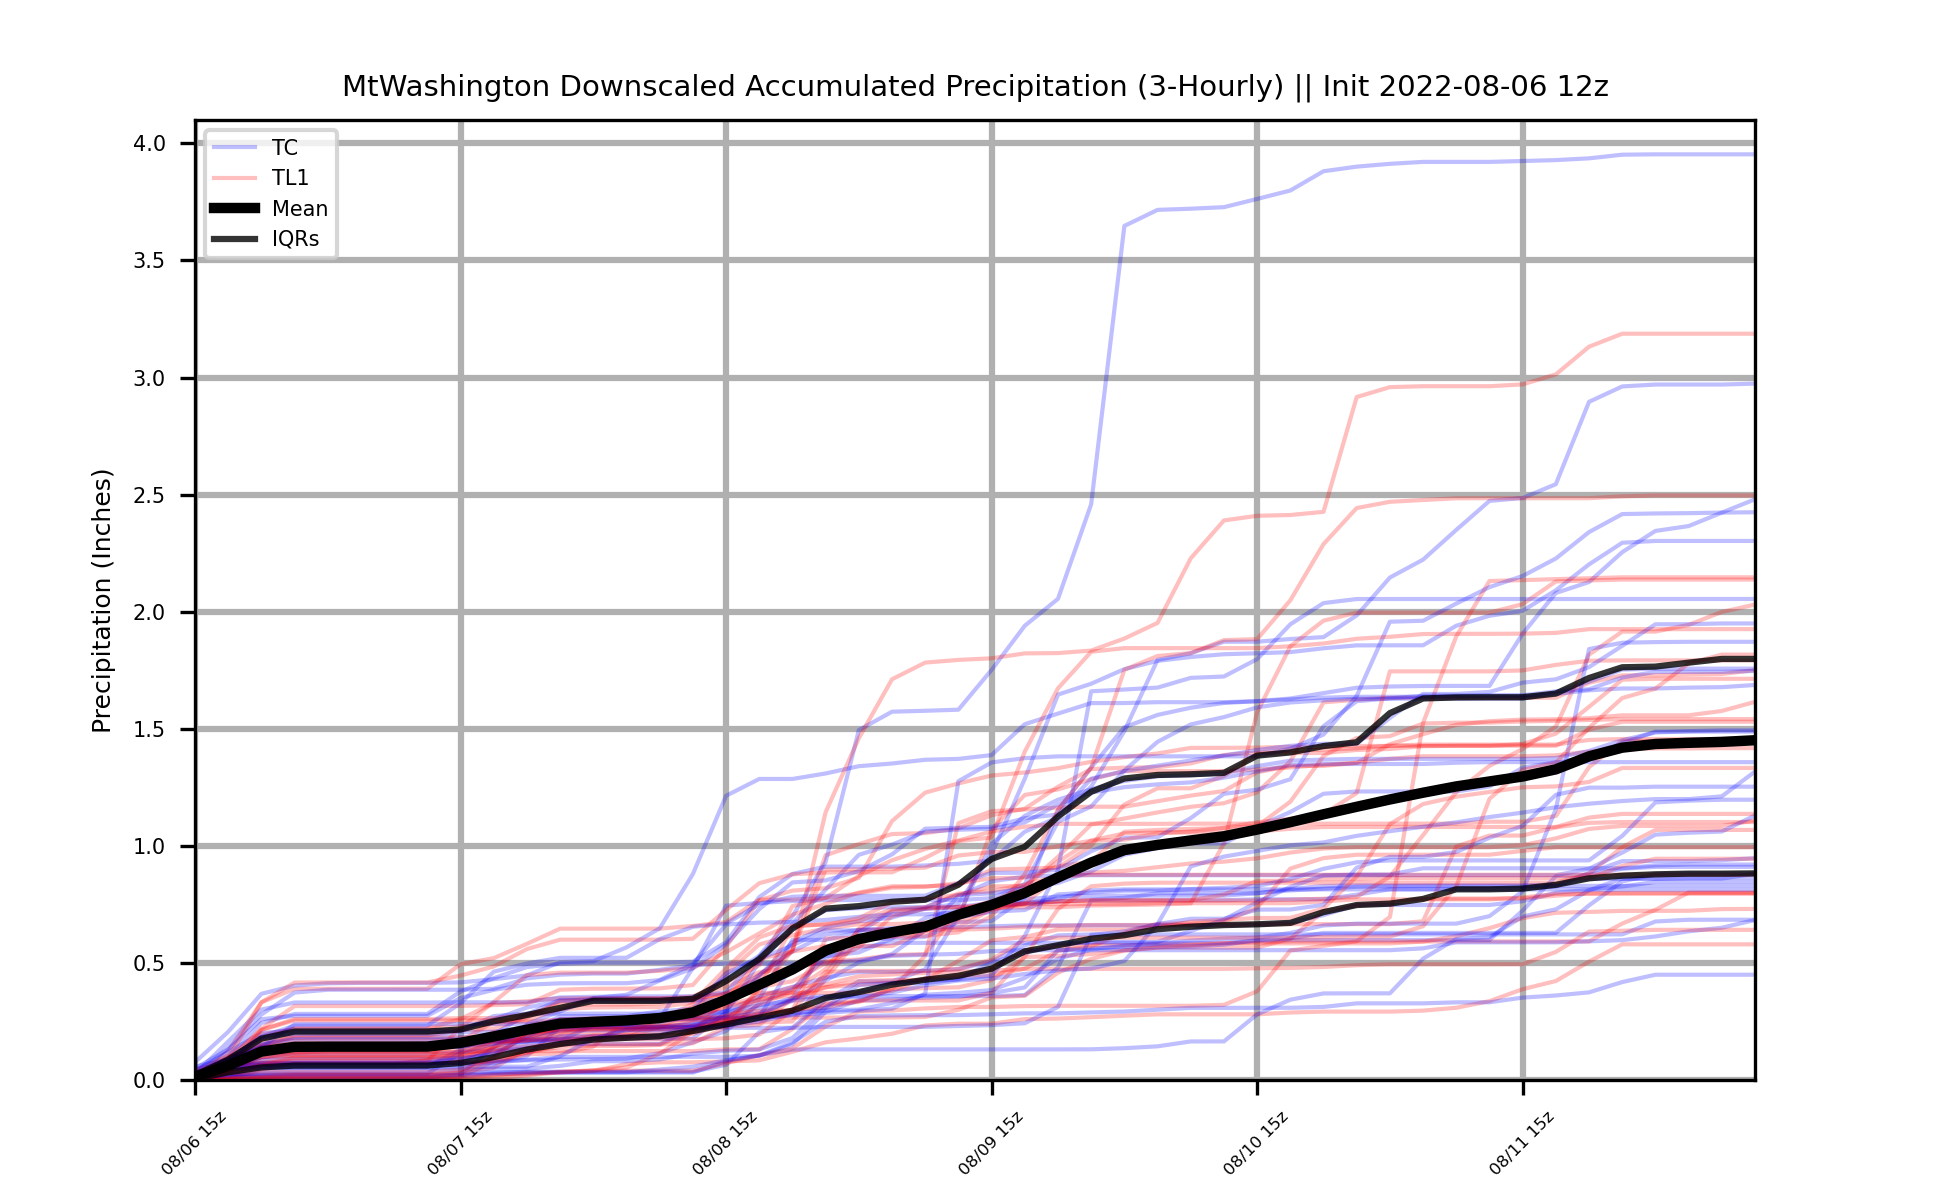 MtWashington Downscaled Accumulated Precipitation (3-Hourly) || Init 2022-08-06 12z
TC
TL1
Mean
IQRs
Precipitation (Inches)
4.0
3.5
3.0
2.5
2.0
1.5
1.0
0.5
0.0
08/06 15z
08/07 15z
08/08 15z
08/09 15z
08/10 15z
08/11 15z